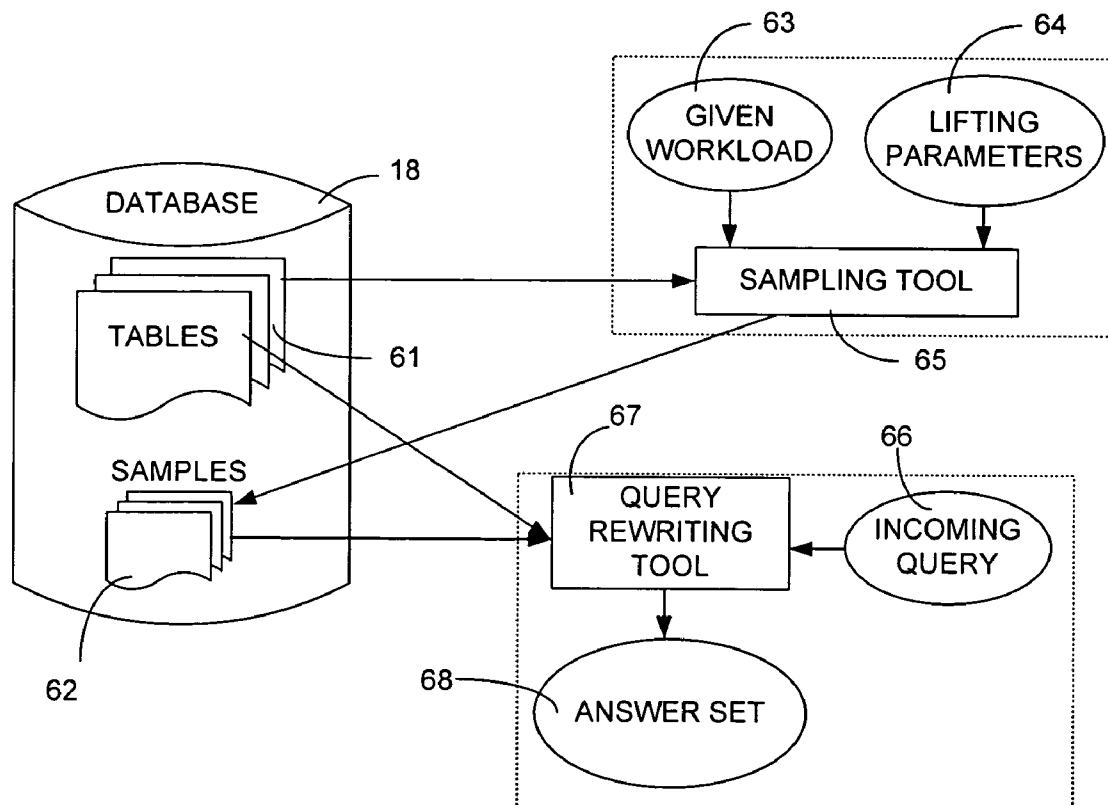 63
64
GIVEN
WORKLOAD
LIFTING
PARAMETERS
18
DATABASE
SAMPLING TOOL
TABLES
61
65
67
66
SAMPLES
QUERY
REWRITING
TOOL
INCOMING
QUERY
62
68
ANSWER SET